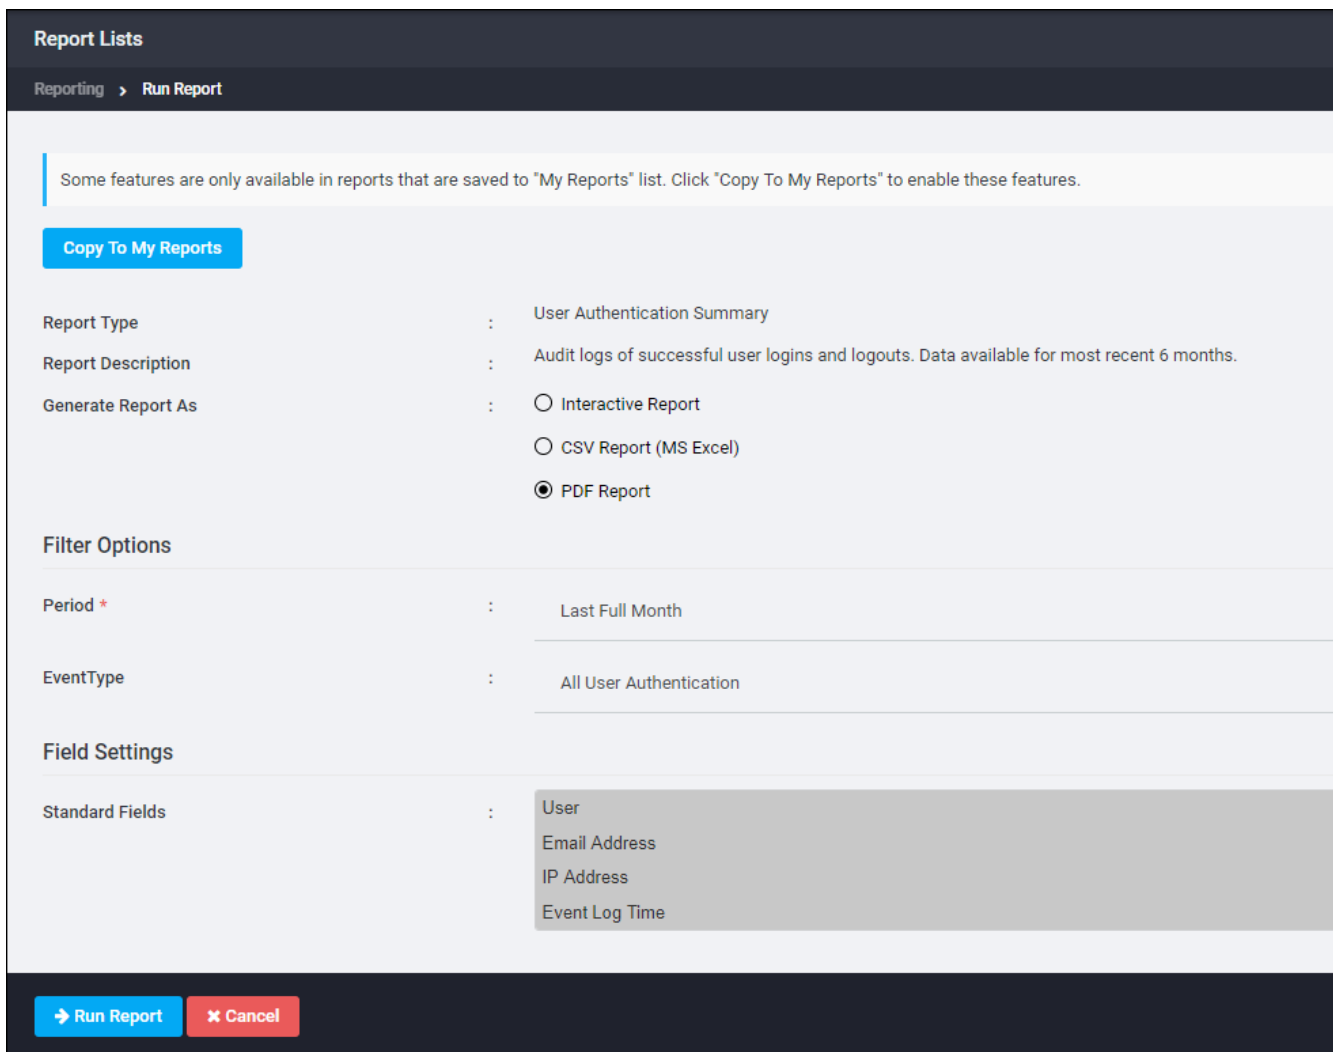 Report Lists
Reporting > Run Report
Some features are only available in reports that are saved to "My Reports" list. Click "Copy To My Reports" to enable these features.
Copy To My Reports
Report Type : User Authentication Summary
Report Description : Audit logs of successful user logins and logouts. Data available for most recent 6 months.
Generate Report As : Interactive Report
CSV Report (MS Excel)
PDF Report
Filter Options
Period * : Last Full Month
EventType : All User Authentication
Field Settings
Standard Fields : User
Email Address
IP Address
Event Log Time
Run Report Cancel